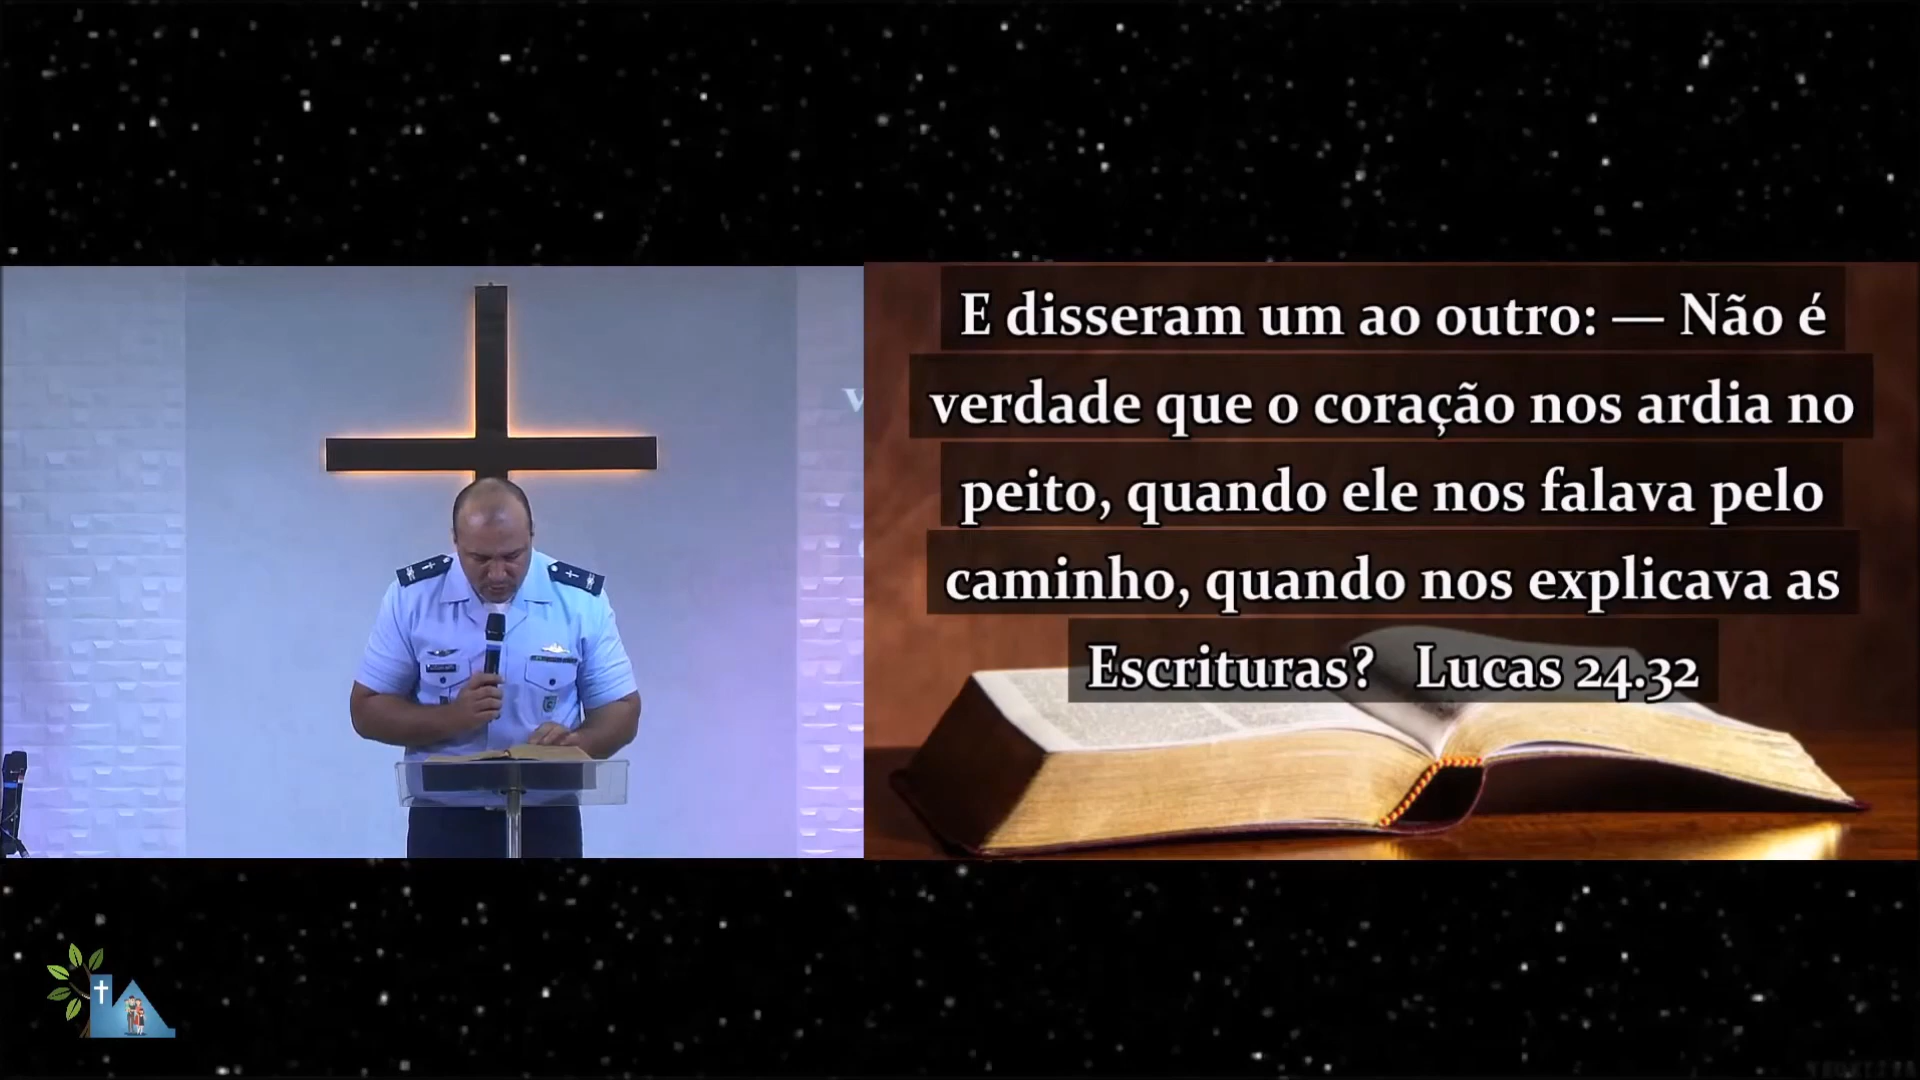 E disseram um ao outro: — Não é
verdade que o coração nos ardia no
peito, quando ele nos falava pelo
caminho, quando nos explicava as
Escrituras? Lucas 24.32